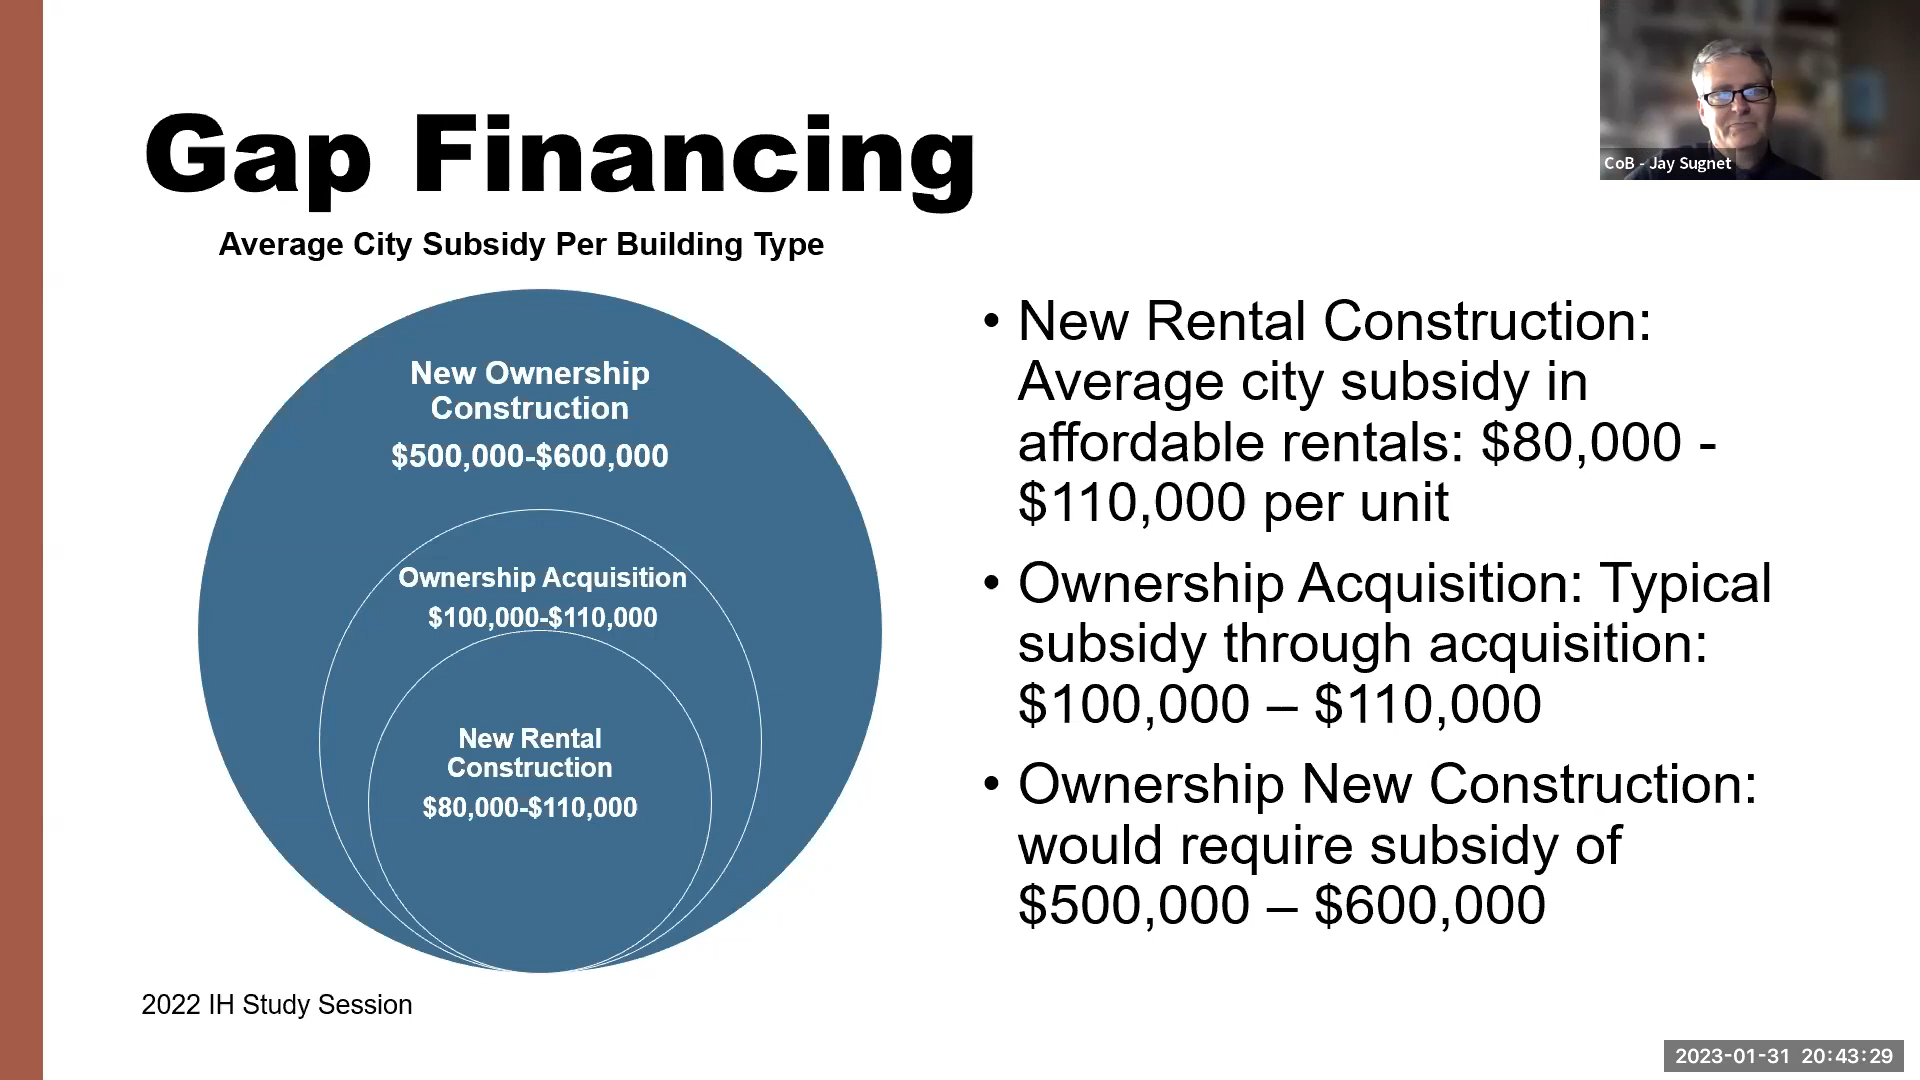 Gap Financing
Average City Subsidy Per Building Type
New Ownership
Construction
$500,000-$600,000
Ownership Acquisition
$100,000-$110,000
New Rental
Construction
$80,000-$110,000
• New Rental Construction:
Average city subsidy in
affordable rentals: $80,000 -
$110,000 per unit
• Ownership Acquisition: Typical
subsidy through acquisition:
$100,000 – $110,000
• Ownership New Construction:
would require subsidy of
$500,000 – $600,000
2022 IH Study Session
CoB - Jay Sugnet
2023-01-31 20:43:29